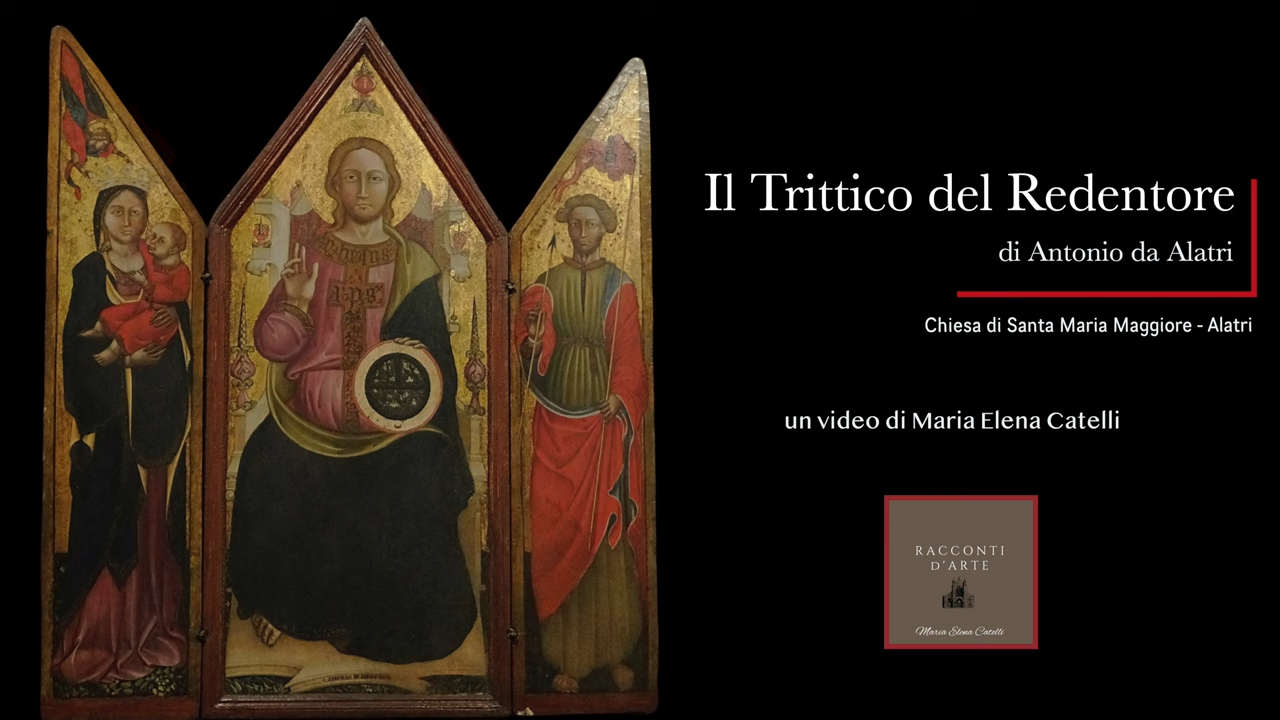 Il Trittico del Redentore
di Antonio da Alatri
Chiesa di Santa Maria Maggiore - Alatri
un video di Maria Elena Catelli
RACCONTI
D'ARTE
Maria Elena Catelli